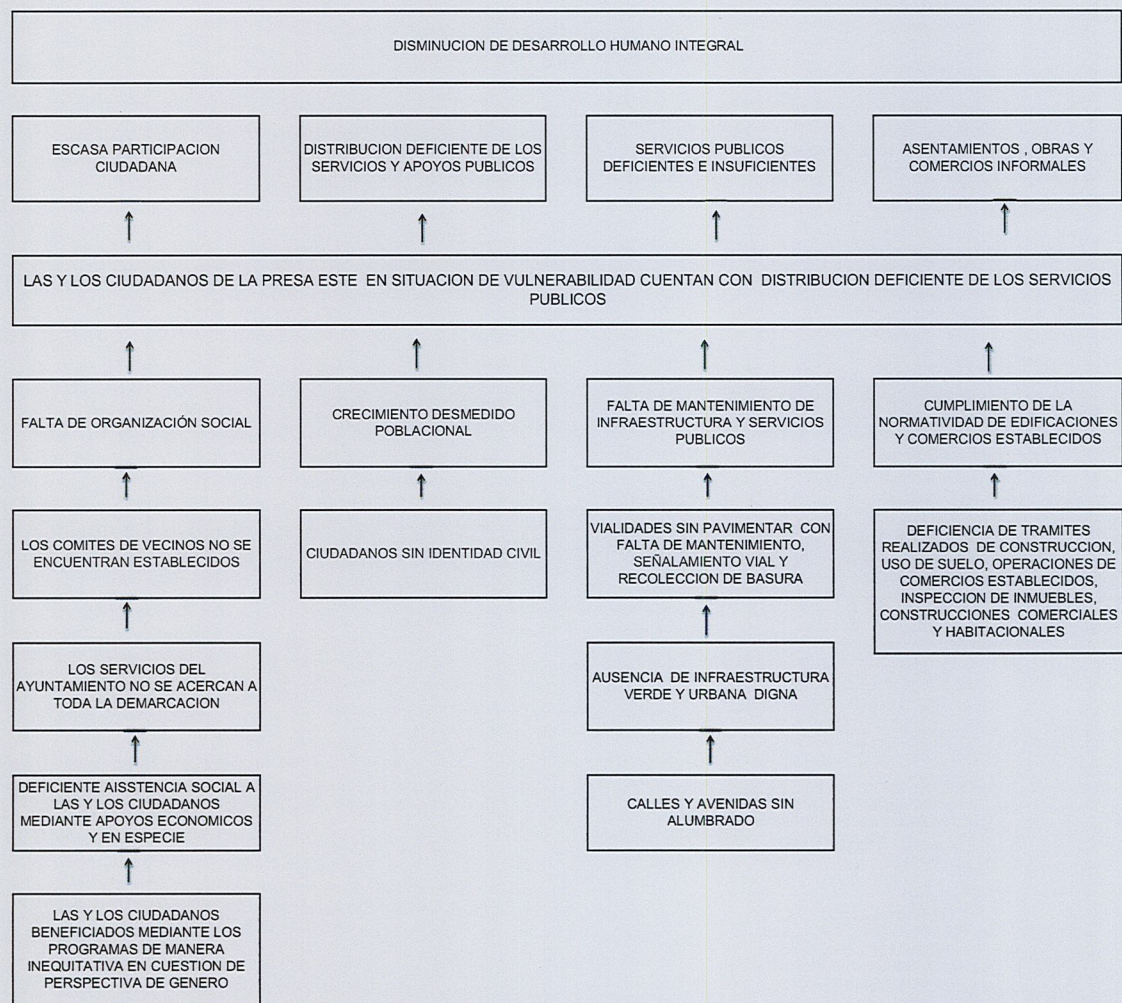 DISMINUCION DE DESARROLLO HUMANO INTEGRAL
ESCASA PARTICIPACION
CIUDADANA
DISTRIBUCION DEFICIENTE DE LOS
SERVICIOS Y APOYOS PUBLICOS
SERVICIOS PUBLICOS
DEFICIENTES E INSUFICIENTES
ASENTAMIENTOS , OBRAS Y
COMERCIOS INFORMALES
LAS Y LOS CIUDADANOS DE LA PRESA ESTE EN SITUACION DE VULNERABILIDAD CUENTAN CON DISTRIBUCION DEFICIENTE DE LOS SERVICIOS
PUBLICOS
FALTA DE ORGANIZACIÓN SOCIAL
CRECIMIENTO DESMEDIDO
POBLACIONAL
FALTA DE MANTENIMIENTO DE
INFRAESTRUCTURA Y SERVICIOS
PUBLICOS
CUMPLIMIENTO DE LA
NORMATIVIDAD DE EDIFICACIONES
Y COMERCIOS ESTABLECIDOS
LOS COMITES DE VECINOS NO SE
ENCUENTRAN ESTABLECIDOS
CIUDADANOS SIN IDENTIDAD CIVIL
VIALIDADES SIN PAVIMENTAR CON
FALTA DE MANTENIMIENTO,
SEÑALAMIENTO VIAL Y
RECOLECCION DE BASURA
DEFICIENCIA DE TRAMITES
REALIZADOS DE CONSTRUCCION,
USO DE SUELO, OPERACIONES DE
COMERCIOS ESTABLECIDOS,
INSPECCION DE INMUEBLES,
CONSTRUCCIONES COMERCIALES
Y HABITACIONALES
LOS SERVICIOS DEL
AYUNTAMIENTO NO SE ACERCAN A
TODA LA DEMARCACION
AUSENCIA DE INFRAESTRUCTURA
VERDE Y URBANA DIGNA
DEFICIENTE AISSTENCIA SOCIAL A
LAS Y LOS CIUDADANOS
MEDIANTE APOYOS ECONOMICOS
Y EN ESPECIE
CALLES Y AVENIDAS SIN
ALUMBRADO
LAS Y LOS CIUDADANOS
BENEFICIADOS MEDIANTE LOS
PROGRAMAS DE MANERA
INEQUITATIVA EN CUESTION DE
PERSPECTIVA DE GENERO